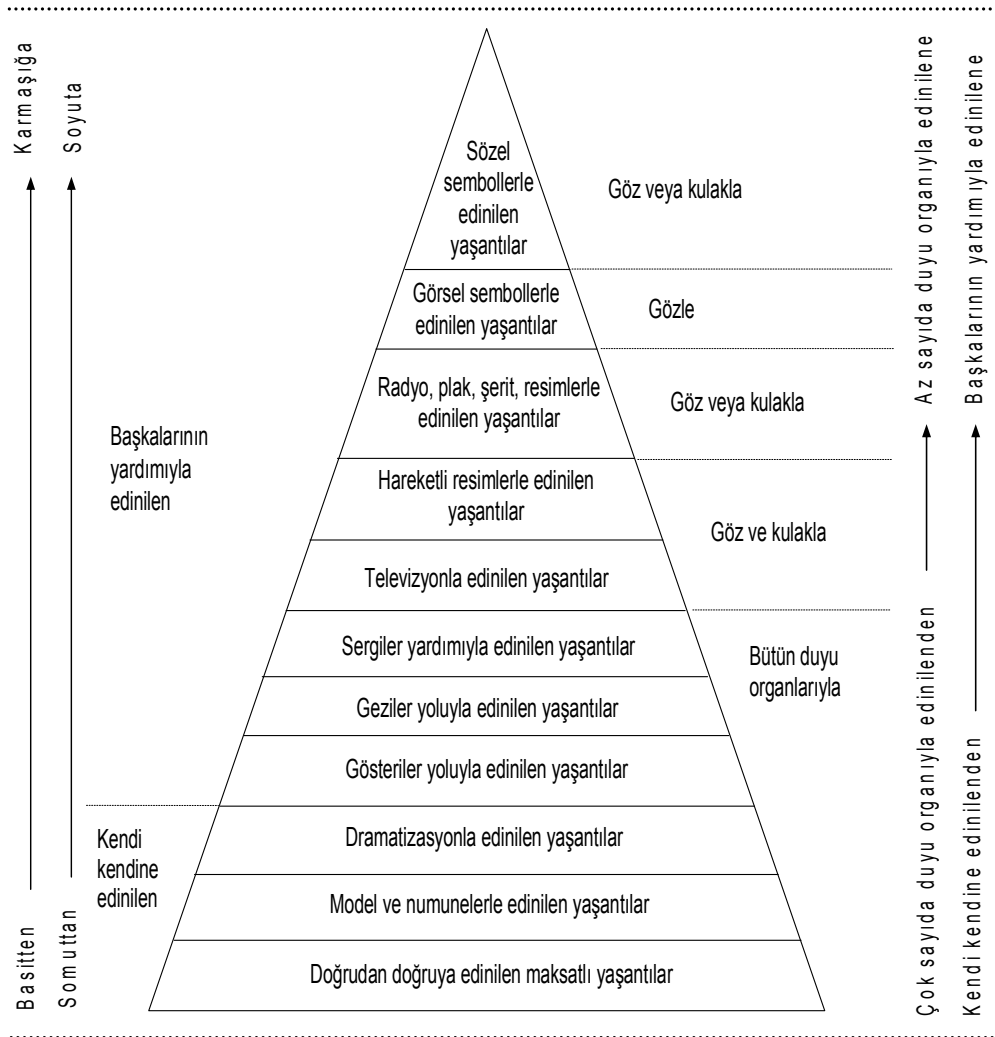 Karmaşığa
Soyuta
Basitten
Somuttan
Başkalarının
yardımıyla
edinilen
Kendi
kendine
edinilen
Sözel
sembollerle
edinilen
yaşantılar
Görsel sembollerle
edinilen yaşantılar
Radyo, plak, şerit, resimlerle
edinilen yaşantılar
Hareketli resimlerle edinilen
yaşantılar
Televizyonla edinilen yaşantılar
Sergiler yardımıyla edinilen yaşantılar
Geziler yoluyla edinilen yaşantılar
Gösteriler yoluyla edinilen yaşantılar
Dramatizasyonla edinilen yaşantılar
Model ve numunelerle edinilen yaşantılar
Doğrudan doğruya edinilen maksatlı yaşantılar
Göz veya kulakla
Gözle
Göz veya kulakla
Göz ve kulakla
Bütün duyu
organlarıyla
Az sayıda duyu organıyla edinilene
Başkalarının yardımıyla edinilene
Çok sayıda duyu organıyla edinilenden
Kendi kendine edinilenden